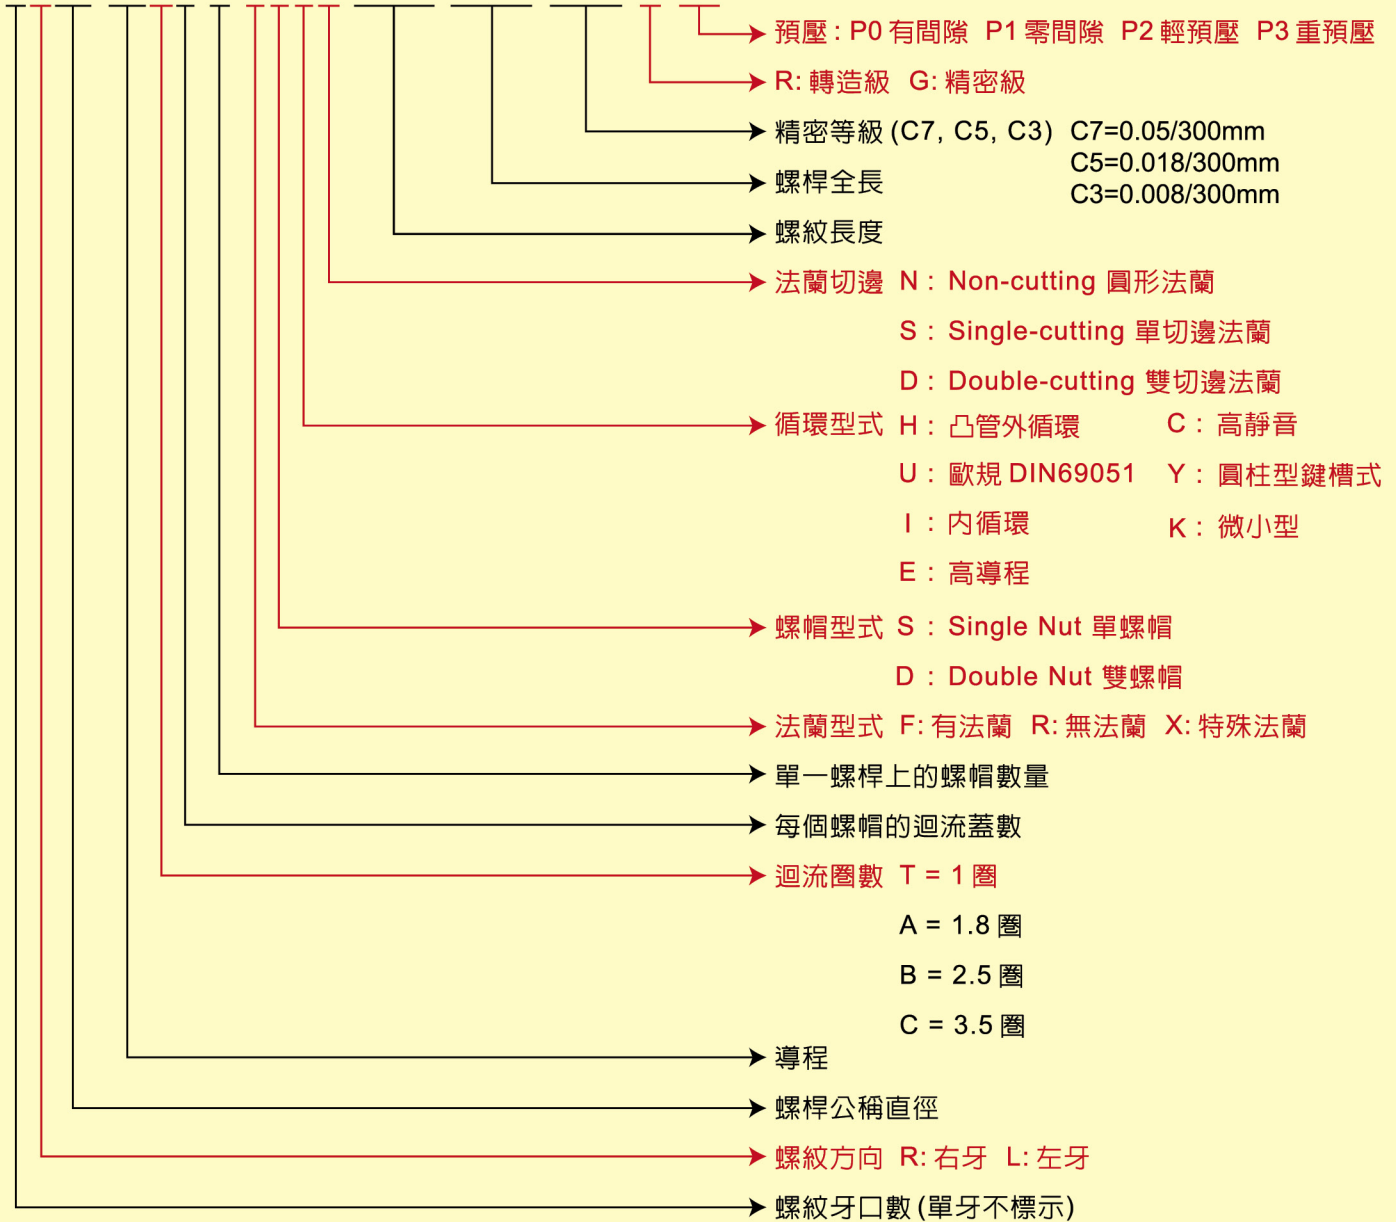 預壓 : P0 有間隙 P1 零間隙 P2 輕預壓 P3 重預壓
R: 轉造級 G: 精密級
精密等級 (C7, C5, C3) C7=0.05/300mm
C5=0.018/300mm
螺桿全長
C3=0.008/300mm
螺紋長度
法蘭切邊 N : Non-cutting 圓形法蘭
S : Single-cutting 單切邊法蘭
D : Double-cutting 雙切邊法蘭
循環型式 H : 凸管外循環 C : 高靜音
U : 歐規 DIN69051 Y : 圓柱型鍵槽式
I : 內循環 K : 微小型
E : 高導程
螺帽型式 S : Single Nut 單螺帽
D : Double Nut 雙螺帽
法蘭型式 F: 有法蘭 R: 無法蘭 X: 特殊法蘭
單一螺桿上的螺帽數量
每個螺帽的迴流蓋數
迴流圈數 T = 1 圈
A = 1.8 圈
B = 2.5 圈
C = 3.5 圈
導程
螺桿公稱直徑
螺紋方向 R: 右牙 L: 左牙
螺紋牙口數 (單牙不標示)